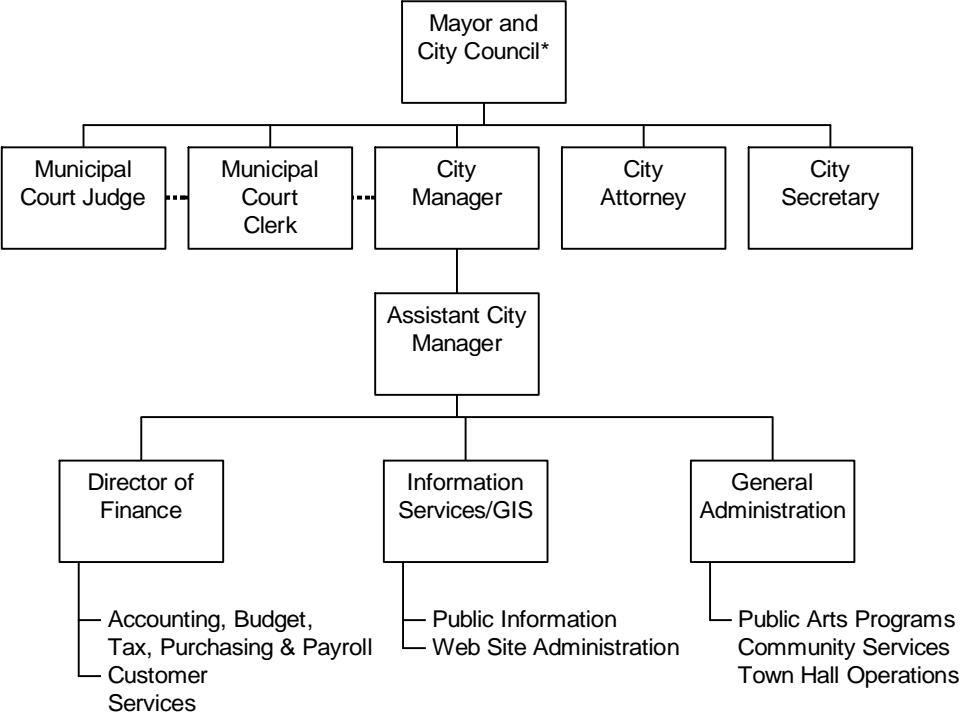 Mayor and
City Council*
Municipal
Court Judge
Municipal
Court
Clerk
City
Manager
City
Attorney
City
Secretary
Assistant City
Manager
Director of
Finance
Information
Services/GIS
General
Administration
Accounting, Budget,
Tax, Purchasing & Payroll
Customer
Services
Public Information
Web Site Administration
Public Arts Programs
Community Services
Town Hall Operations